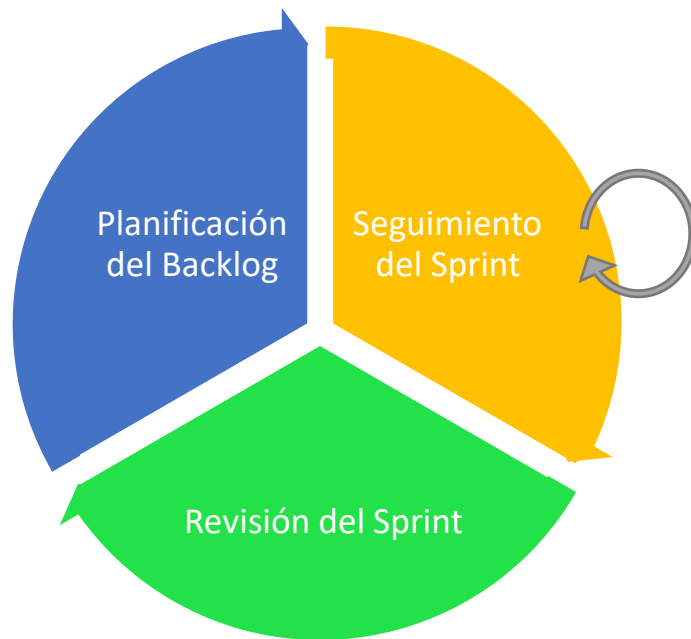 Planificación
del Backlog
Seguimiento
del Sprint
Revisión del Sprint